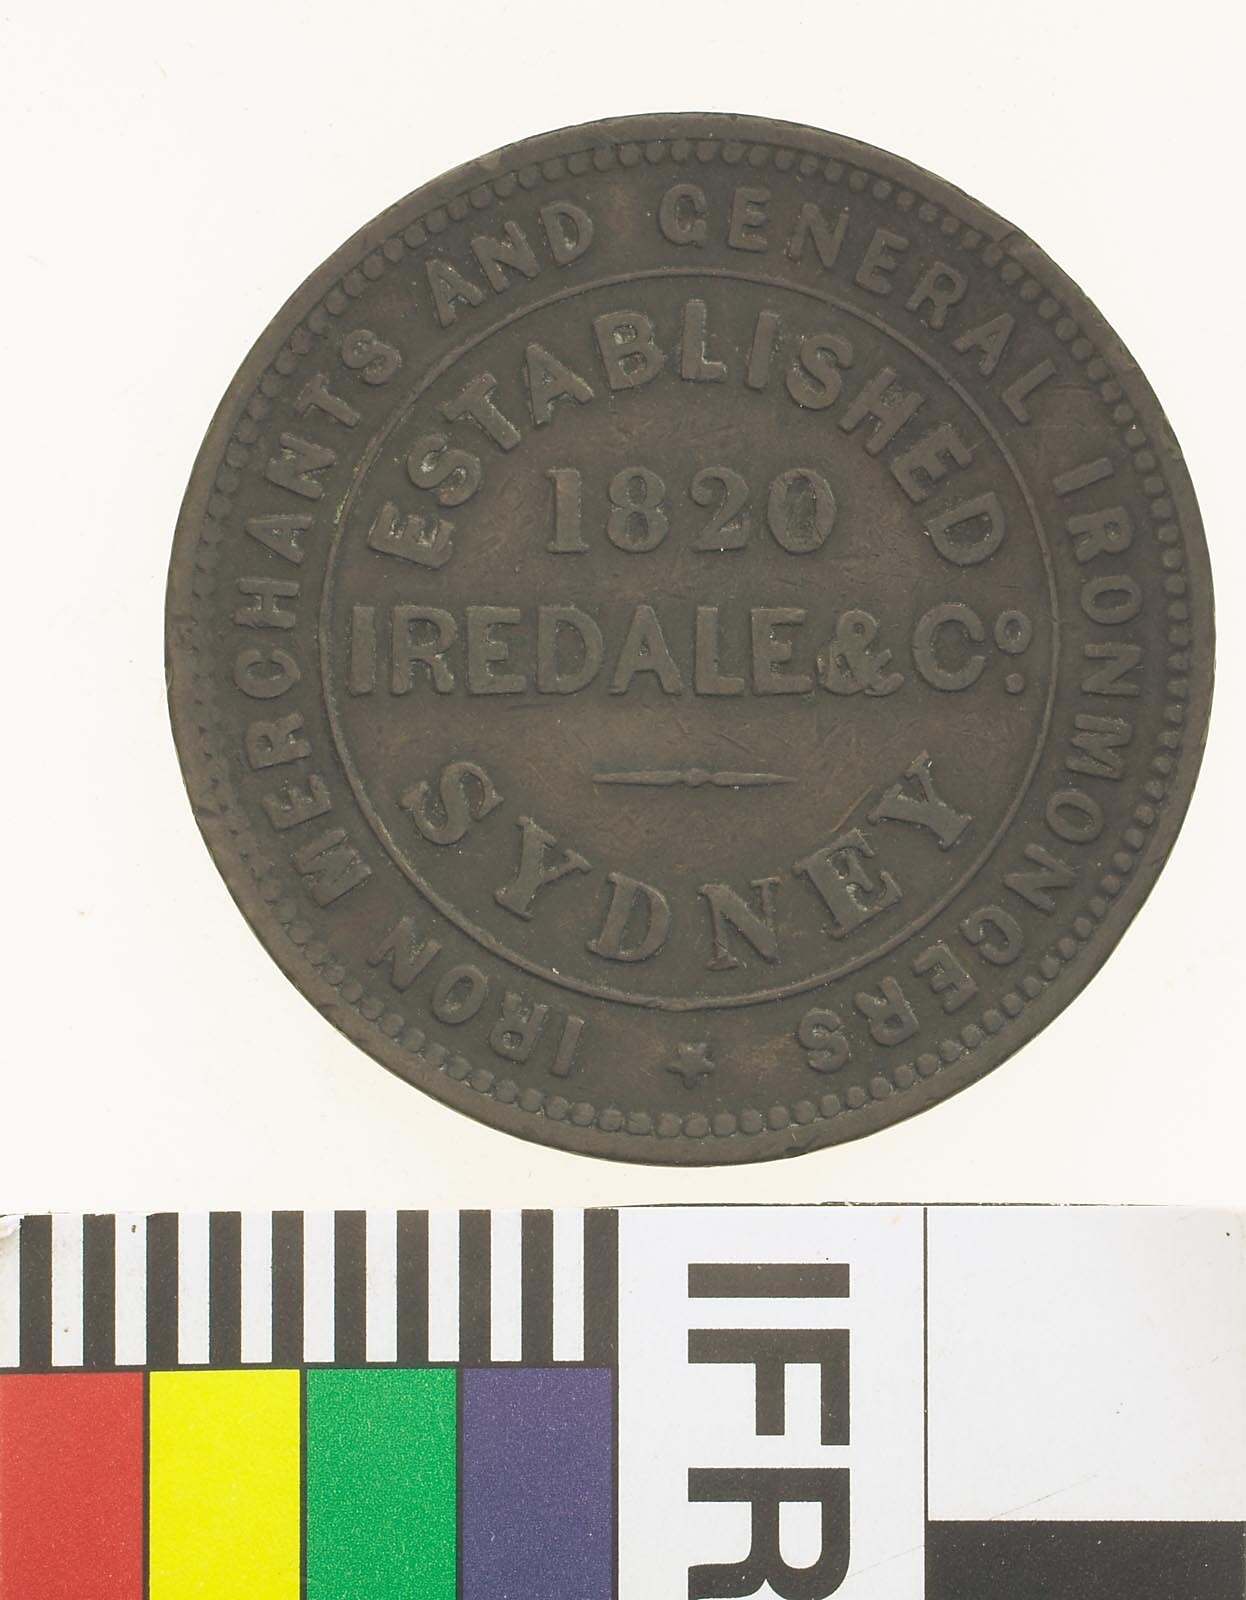 IRON MERCHANTS AND GENERAL IRONMONGERS
ESTABLISHED
1820
IREDALE & Co.
SYDNEY
IFR